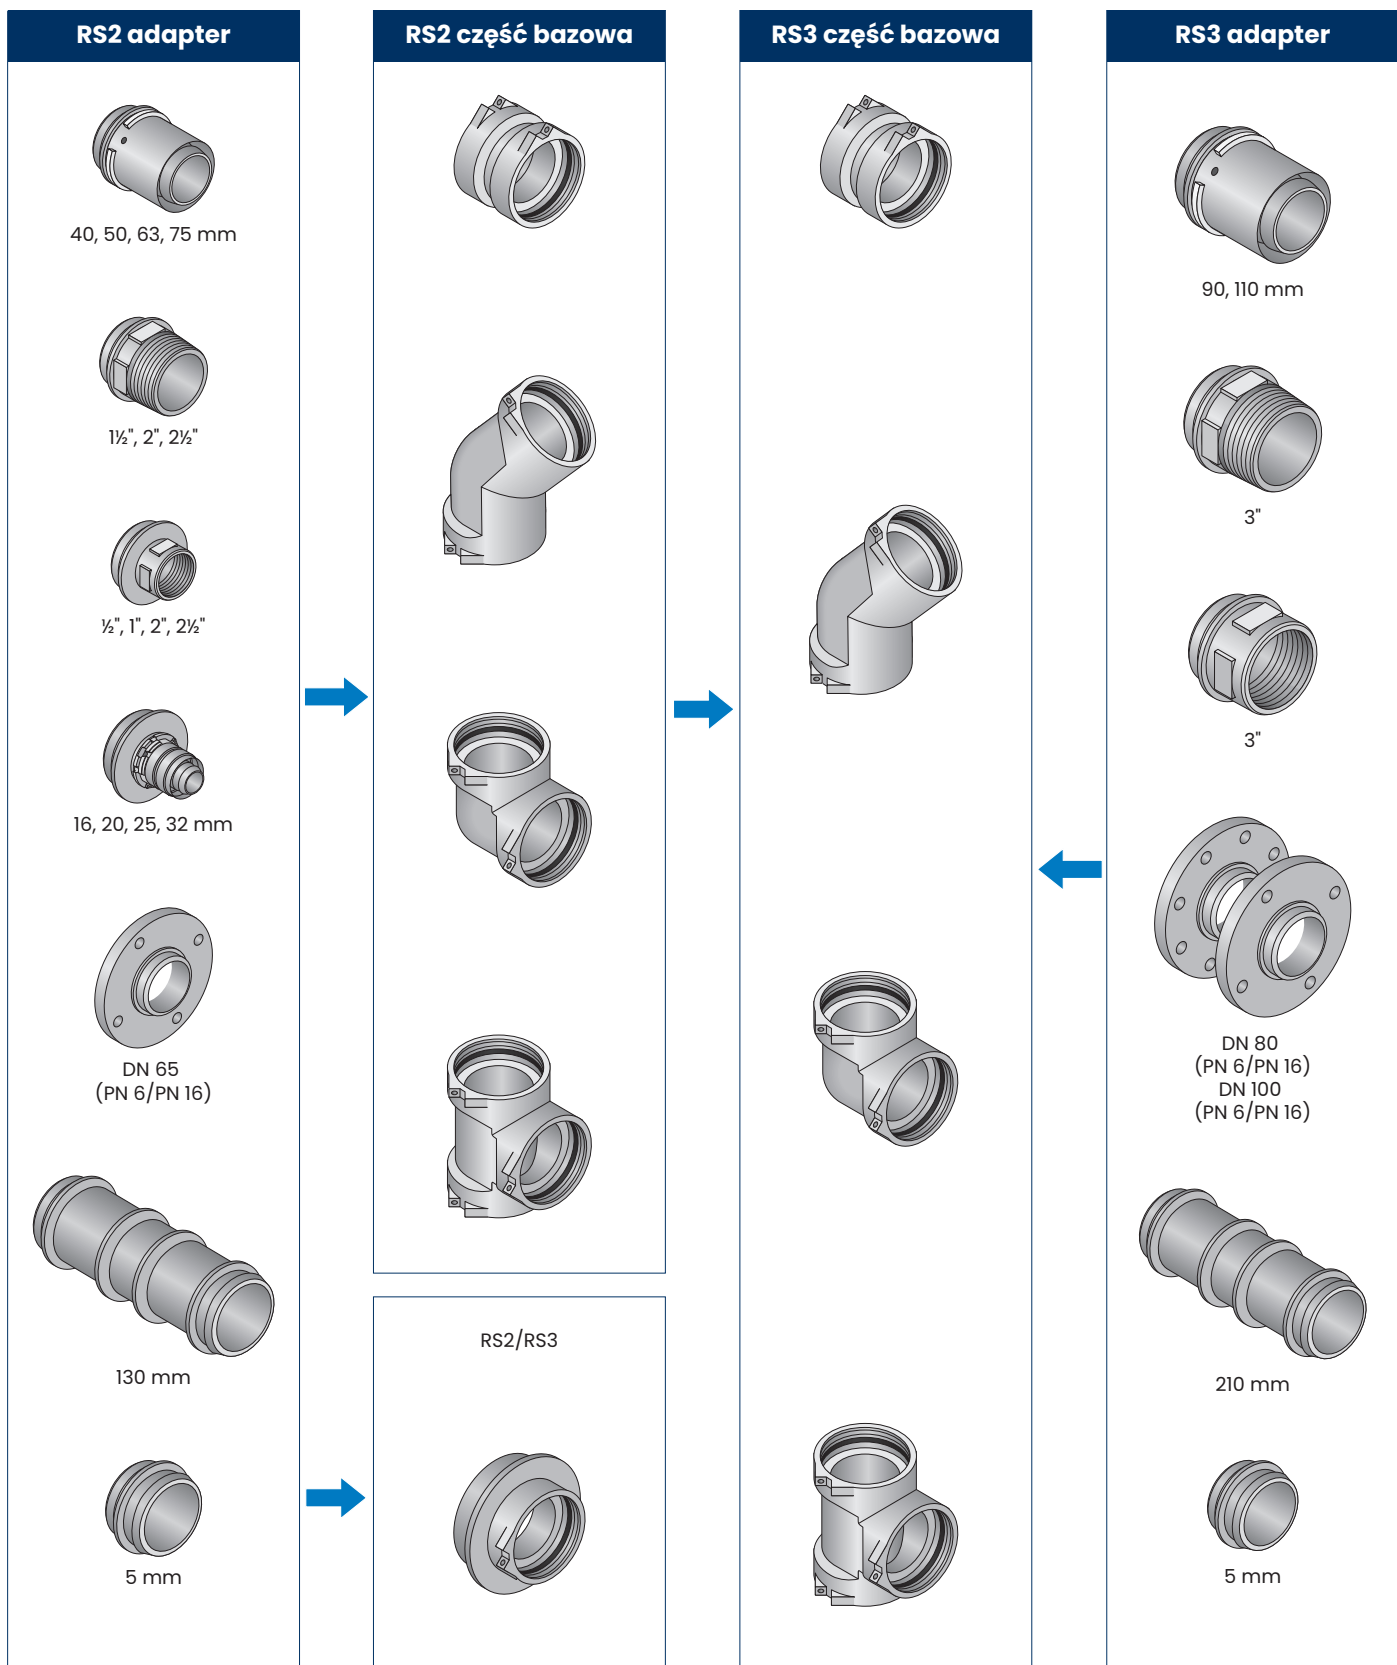 RS2 adapter
40, 50, 63, 75 mm
1½", 2", 2½"
½", 1", 2", 2½"
16, 20, 25, 32 mm
DN 65
(PN 6/PN 16)
130 mm
5 mm
RS2 część bazowa
RS2/RS3
RS3 część bazowa
RS3 adapter
90, 110 mm
3"
3"
DN 80
(PN 6/PN 16)
DN 100
(PN 6/PN 16)
210 mm
5 mm